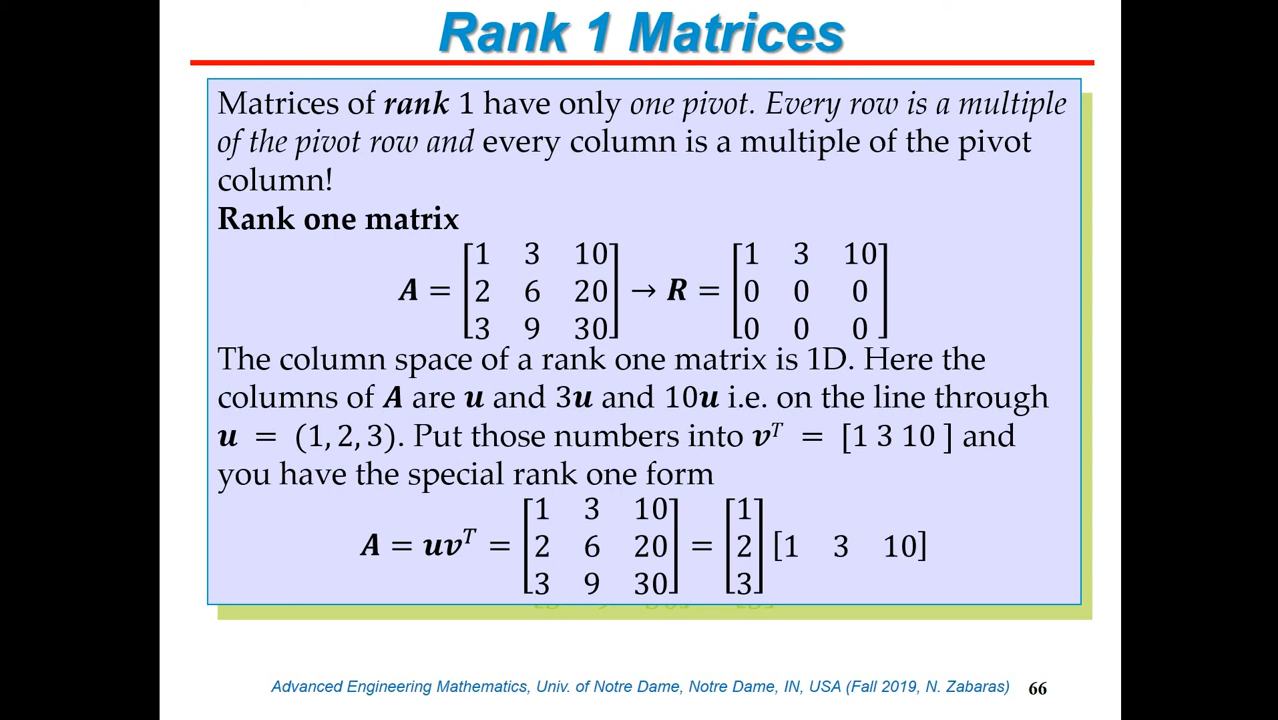 Rank 1 Matrices
Matrices of rank 1 have only one pivot. Every row is a multiple
of the pivot row and every column is a multiple of the pivot
column!
Rank one matrix
A = [1 3 10; 2 6 20; 3 9 30] → R = [1 3 10; 0 0 0; 0 0 0]
The column space of a rank one matrix is 1D. Here the
columns of A are u and 3u and 10u i.e. on the line through
u = (1, 2, 3). Put those numbers into vᵀ = [1 3 10 ] and
you have the special rank one form
A = uvᵀ = [1 3 10; 2 6 20; 3 9 30] = [1; 2; 3] [1 3 10]
Advanced Engineering Mathematics, Univ. of Notre Dame, Notre Dame, IN, USA (Fall 2019, N. Zabaras) 66